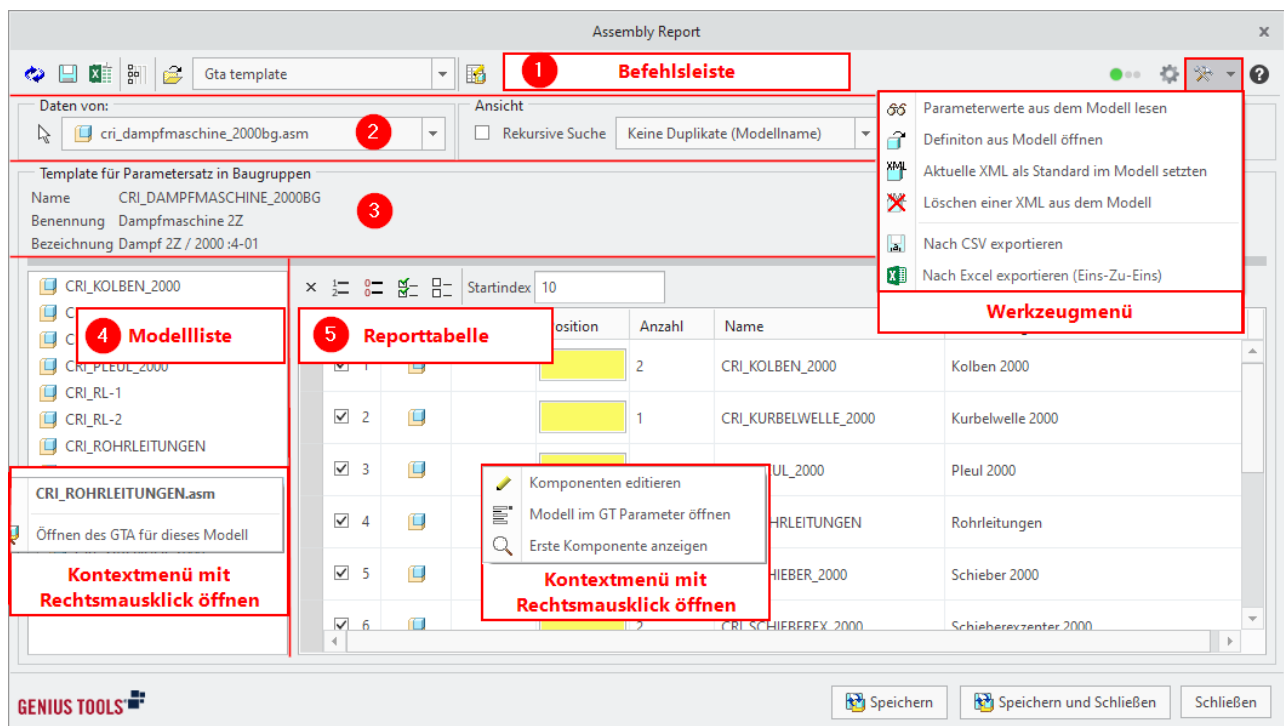 Assembly Report
Gta template
1 Befehlsleiste
Daten von:
cri_dampfmaschine_2000bg.asm
2
Ansicht
Rekursive Suche
Keine Duplikate (Modellname)
Parameterwerte aus dem Modell lesen
Definiton aus Modell öffnen
XML Aktuelle XML als Standard im Modell setzten
Löschen einer XML aus dem Modell
Nach CSV exportieren
Nach Excel exportieren (Eins-Zu-Eins)
Werkzeugmenü
Template für Parametersatz in Baugruppen
Name CRI_DAMPFMASCHINE_2000BG
Benennung Dampfmaschine 2Z
Bezeichnung Dampf 2Z / 2000 :4-01
3
CRI_KOLBEN_2000
4 Modellliste
CRI_PLEUL_2000
CRI_RL-1
CRI_RL-2
CRI_ROHRLEITUNGEN
CRI_ROHRLEITUNGEN.asm
Öffnen des GTA für dieses Modell
Kontextmenü mit
Rechtsmausklick öffnen
Startindex 10
5 Reporttabelle
osition Anzahl Name
1 2 CRI_KOLBEN_2000 Kolben 2000
2 1 CRI_KURBELWELLE_2000 Kurbelwelle 2000
3 UL_2000 Pleul 2000
4 HRLEITUNGEN Rohrleitungen
5 HIEBER_2000 Schieber 2000
6 2 CRI_SCHIEBEREX_2000 Schieberexzenter 2000
Komponenten editieren
Modell im GT Parameter öffnen
Erste Komponente anzeigen
Kontextmenü mit
Rechtsmausklick öffnen
GENIUS TOOLS
Speichern
Speichern und Schließen
Schließen